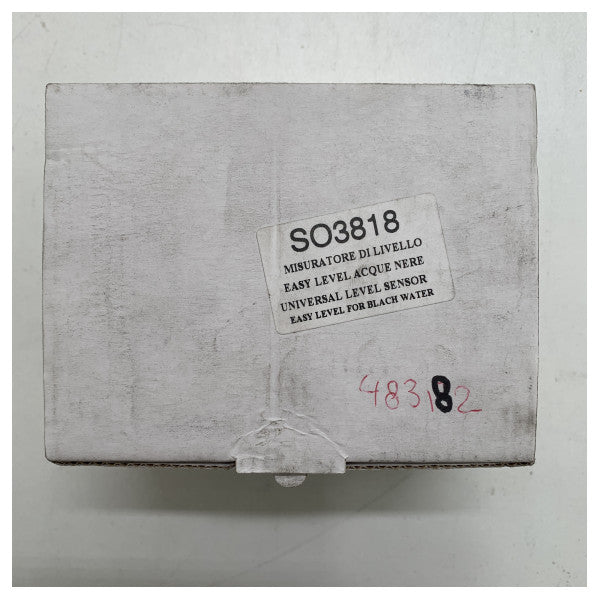 SO3818
MISURATORE DI LIVELLO
EASY LEVEL ACQUE NERE
UNIVERSAL LEVEL SENSOR
EASY LEVEL FOR BLACH WATER
483182